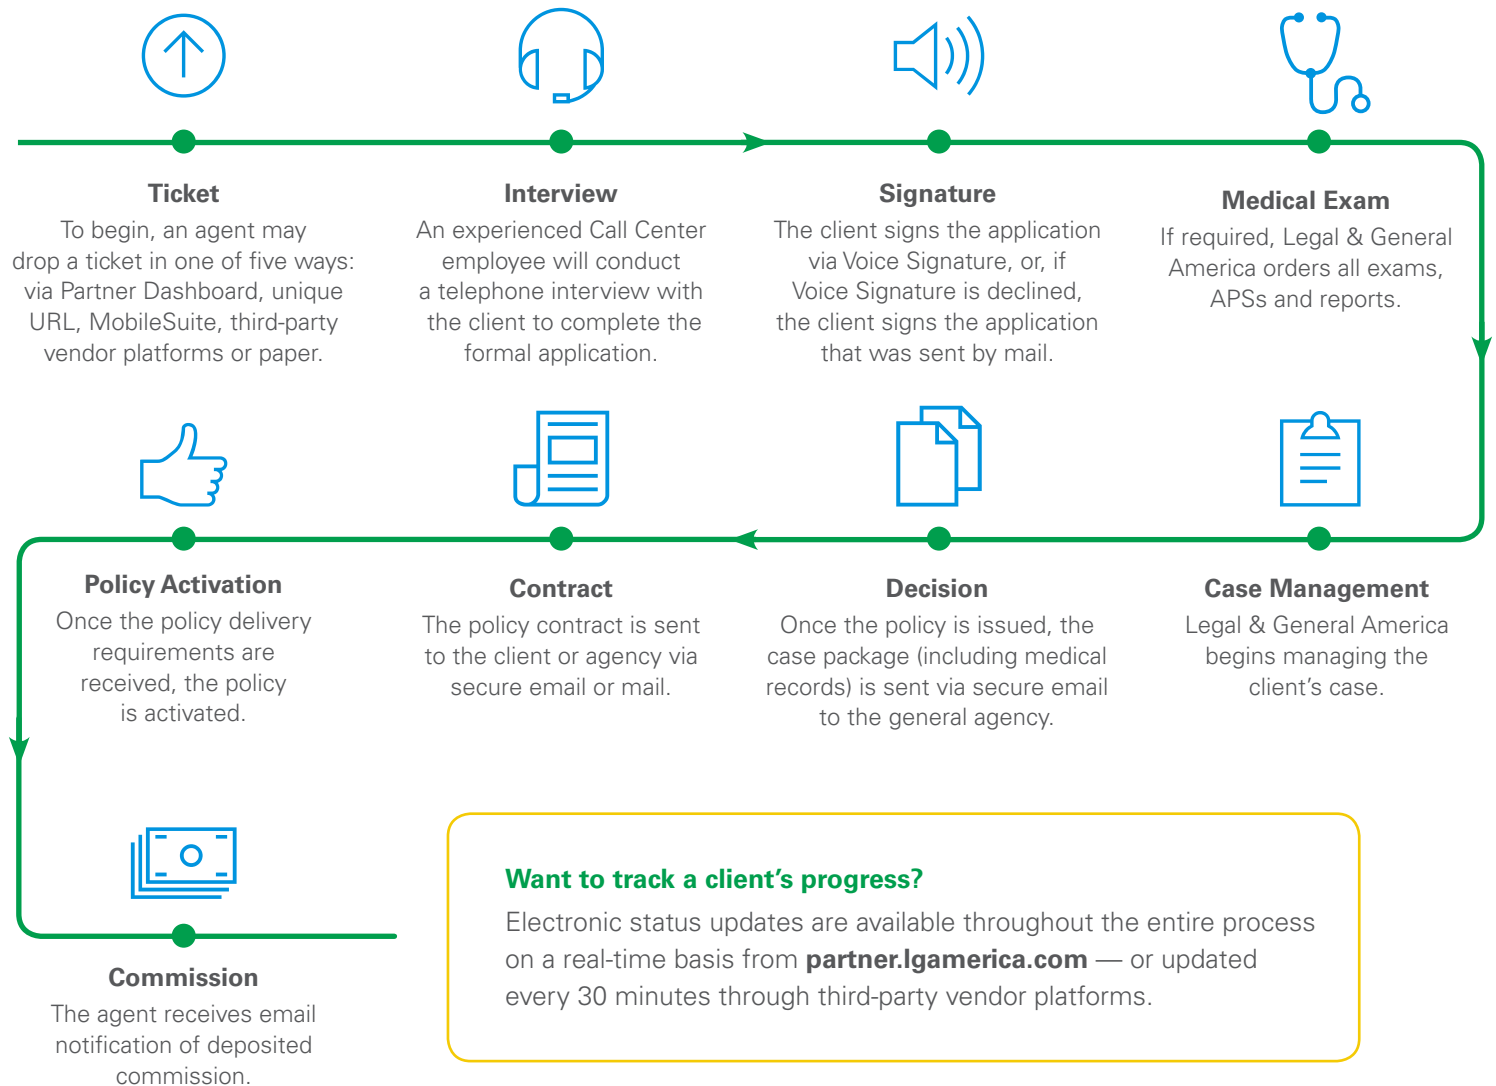 Ticket
To begin, an agent may
drop a ticket in one of five ways:
via Partner Dashboard, unique
URL, MobileSuite, third-party
vendor platforms or paper.
Interview
An experienced Call Center
employee will conduct
a telephone interview with
the client to complete the
formal application.
Signature
The client signs the application
via Voice Signature, or, if
Voice Signature is declined,
the client signs the application
that was sent by mail.
Medical Exam
If required, Legal & General
America orders all exams,
APSs and reports.
Case Management
Legal & General America
begins managing the
client’s case.
Decision
Once the policy is issued, the
case package (including medical
records) is sent via secure email
to the general agency.
Contract
The policy contract is sent
to the client or agency via
secure email or mail.
Policy Activation
Once the policy delivery
requirements are
received, the policy
is activated.
Commission
The agent receives email
notification of deposited
commission.
Want to track a client’s progress?
Electronic status updates are available throughout the entire process
on a real-time basis from partner.lgamerica.com — or updated
every 30 minutes through third-party vendor platforms.